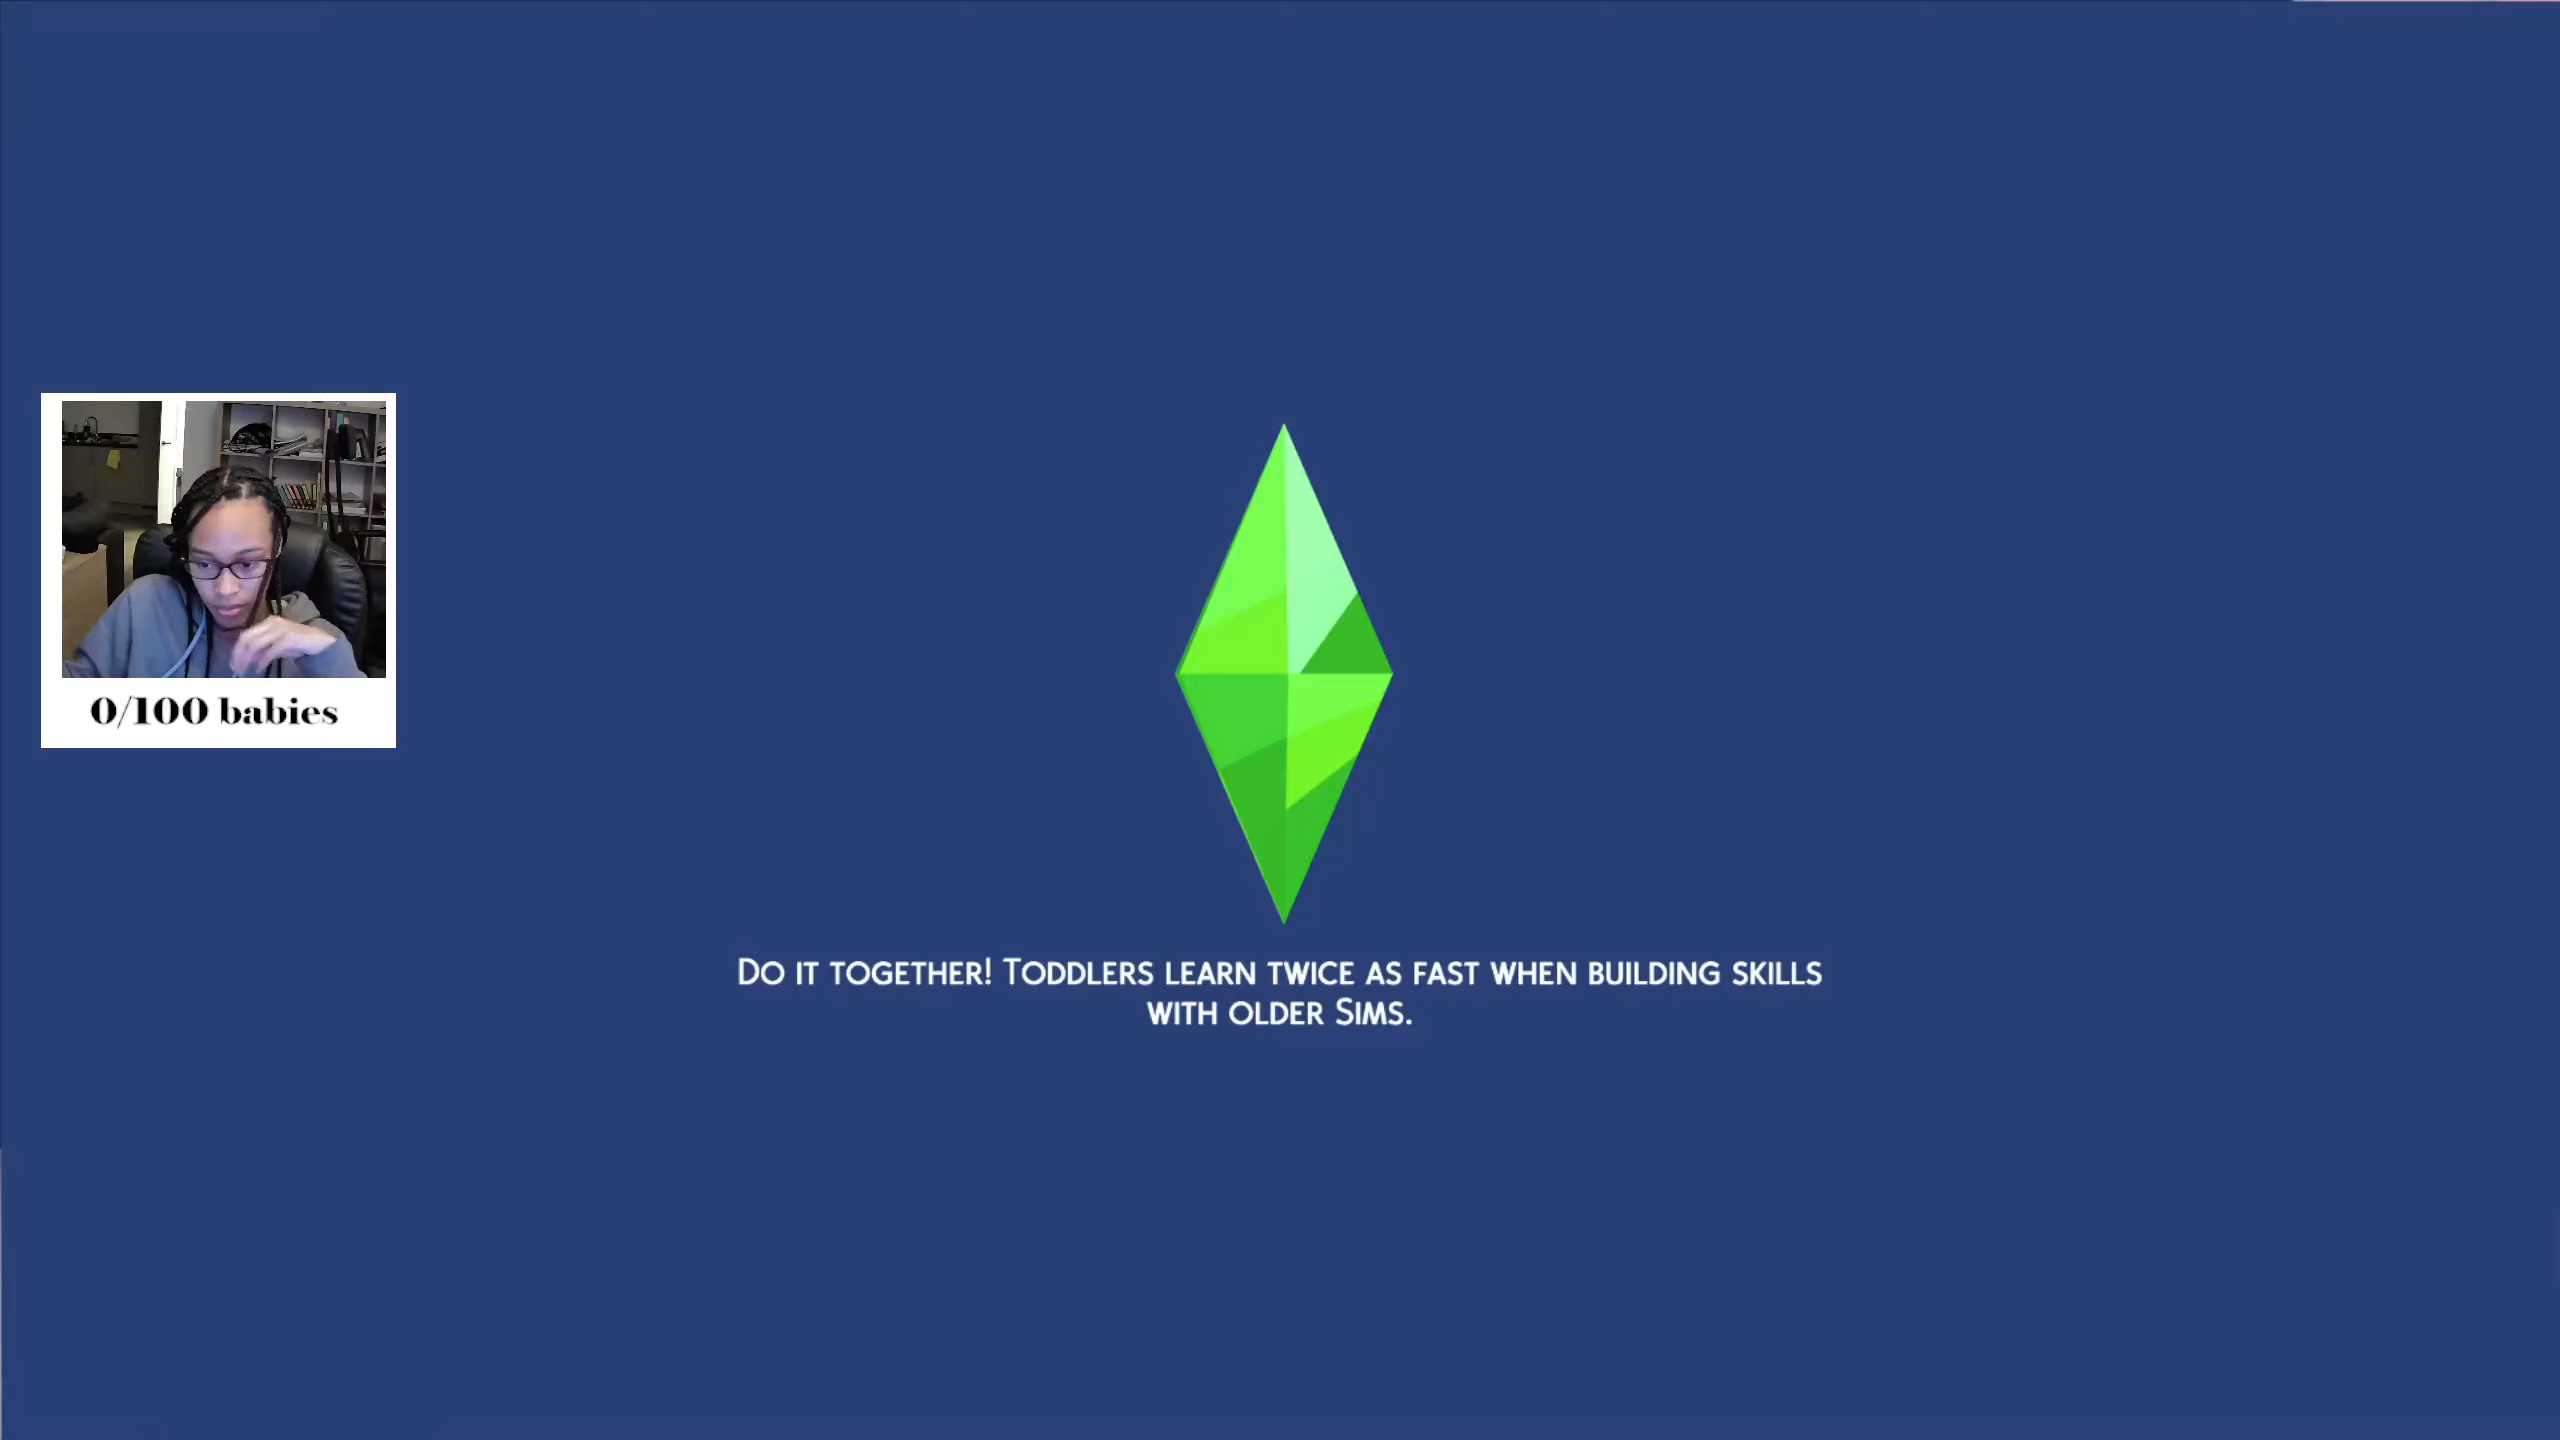 0/100 babies
Do it together! Toddlers learn twice as fast when building skills
with older Sims.